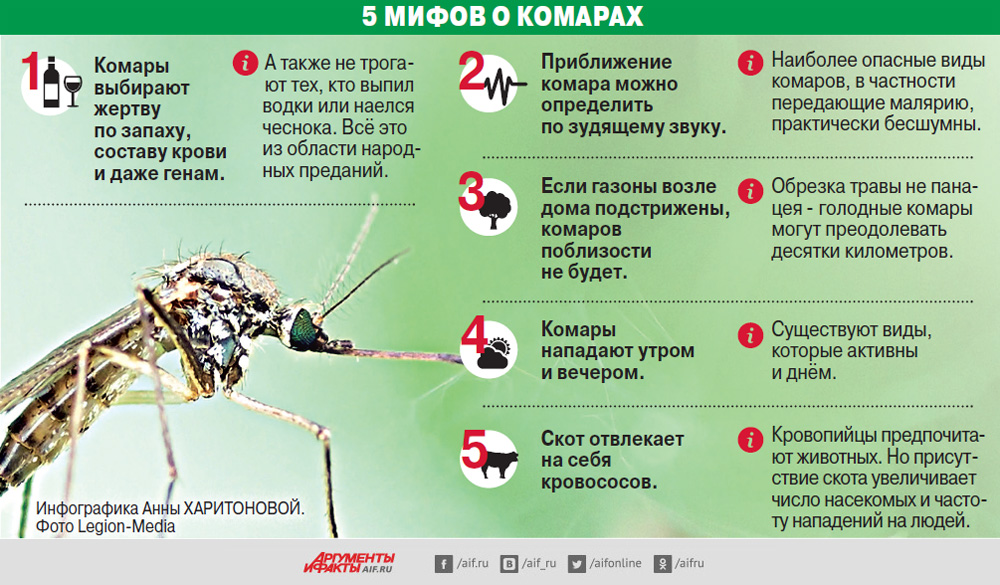 5 МИФОВ О КОМАРАХ
1
Комары
выбирают
жертву
по запаху,
составу крови
и даже генам.
i
А также не трога-
ют тех, кто выпил
водки или наелся
чеснока. Всё это
из области народ-
ных преданий.
2
Приближение
комара можно
определить
по зудящему звуку.
i
Наиболее опасные виды
комаров, в частности
передающие малярию,
практически бесшумны.
3
Если газоны возле
дома подстрижены,
комаров
поблизости
не будет.
i
Обрезка травы не пана-
цея - голодные комары
могут преодолевать
десятки километров.
4
Комары
нападают утром
и вечером.
i
Существуют виды,
которые активны
и днём.
5
Скот отвлекает
на себя
кровососов.
i
Кровопийцы предпочита-
ют животных. Но присут-
ствие скота увеличивает
число насекомых и часто-
ту нападений на людей.
Инфографика Анны ХАРИТОНОВОЙ.
Фото Legion-Media
АРГУМЕНТЫ
И ФАКТЫ AIF.RU
f /aif.ru
B /aif_ru
/aifonline
/aifru